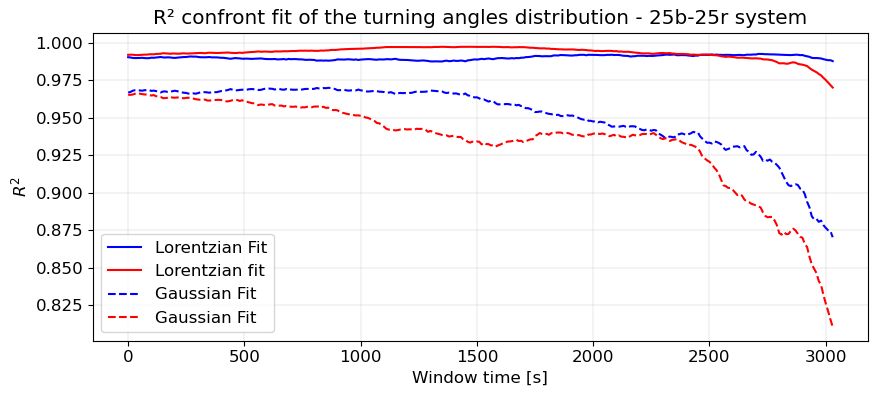 R² confront fit of the turning angles distribution - 25b-25r system
1.000
0.975
0.950
0.925
0.900
0.875
0.850
0.825
R²
Lorentzian Fit
Lorentzian fit
Gaussian Fit
Gaussian Fit
0 500 1000 1500 2000 2500 3000
Window time [s]